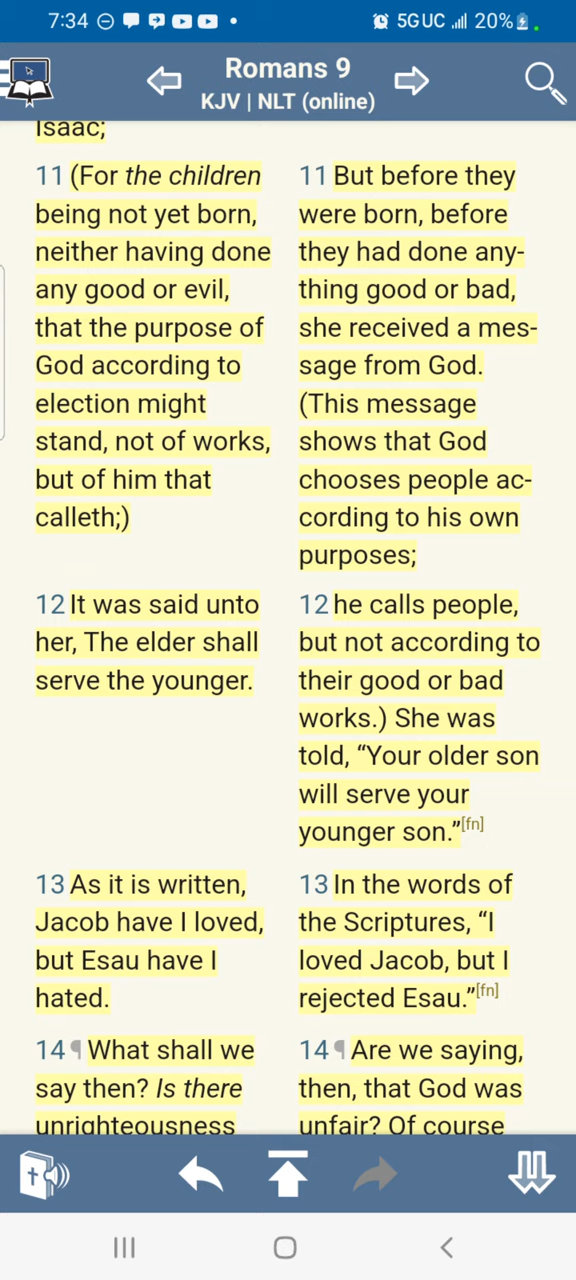 7:34
5GUC 20%
Romans 9
KJV | NLT (online)
Isaac;
11 (For the children
being not yet born,
neither having done
any good or evil,
that the purpose of
God according to
election might
stand, not of works,
but of him that
calleth;)
11 But before they
were born, before
they had done any-
thing good or bad,
she received a mes-
sage from God.
(This message
shows that God
chooses people ac-
cording to his own
purposes;
12 It was said unto
her, The elder shall
serve the younger.
12 he calls people,
but not according to
their good or bad
works.) She was
told, “Your older son
will serve your
younger son.”[fn]
13 As it is written,
Jacob have I loved,
but Esau have I
hated.
13 In the words of
the Scriptures, “I
loved Jacob, but I
rejected Esau.”[fn]
14 ¶ What shall we
say then? Is there
unrighteousness
14 ¶ Are we saying,
then, that God was
unfair? Of course